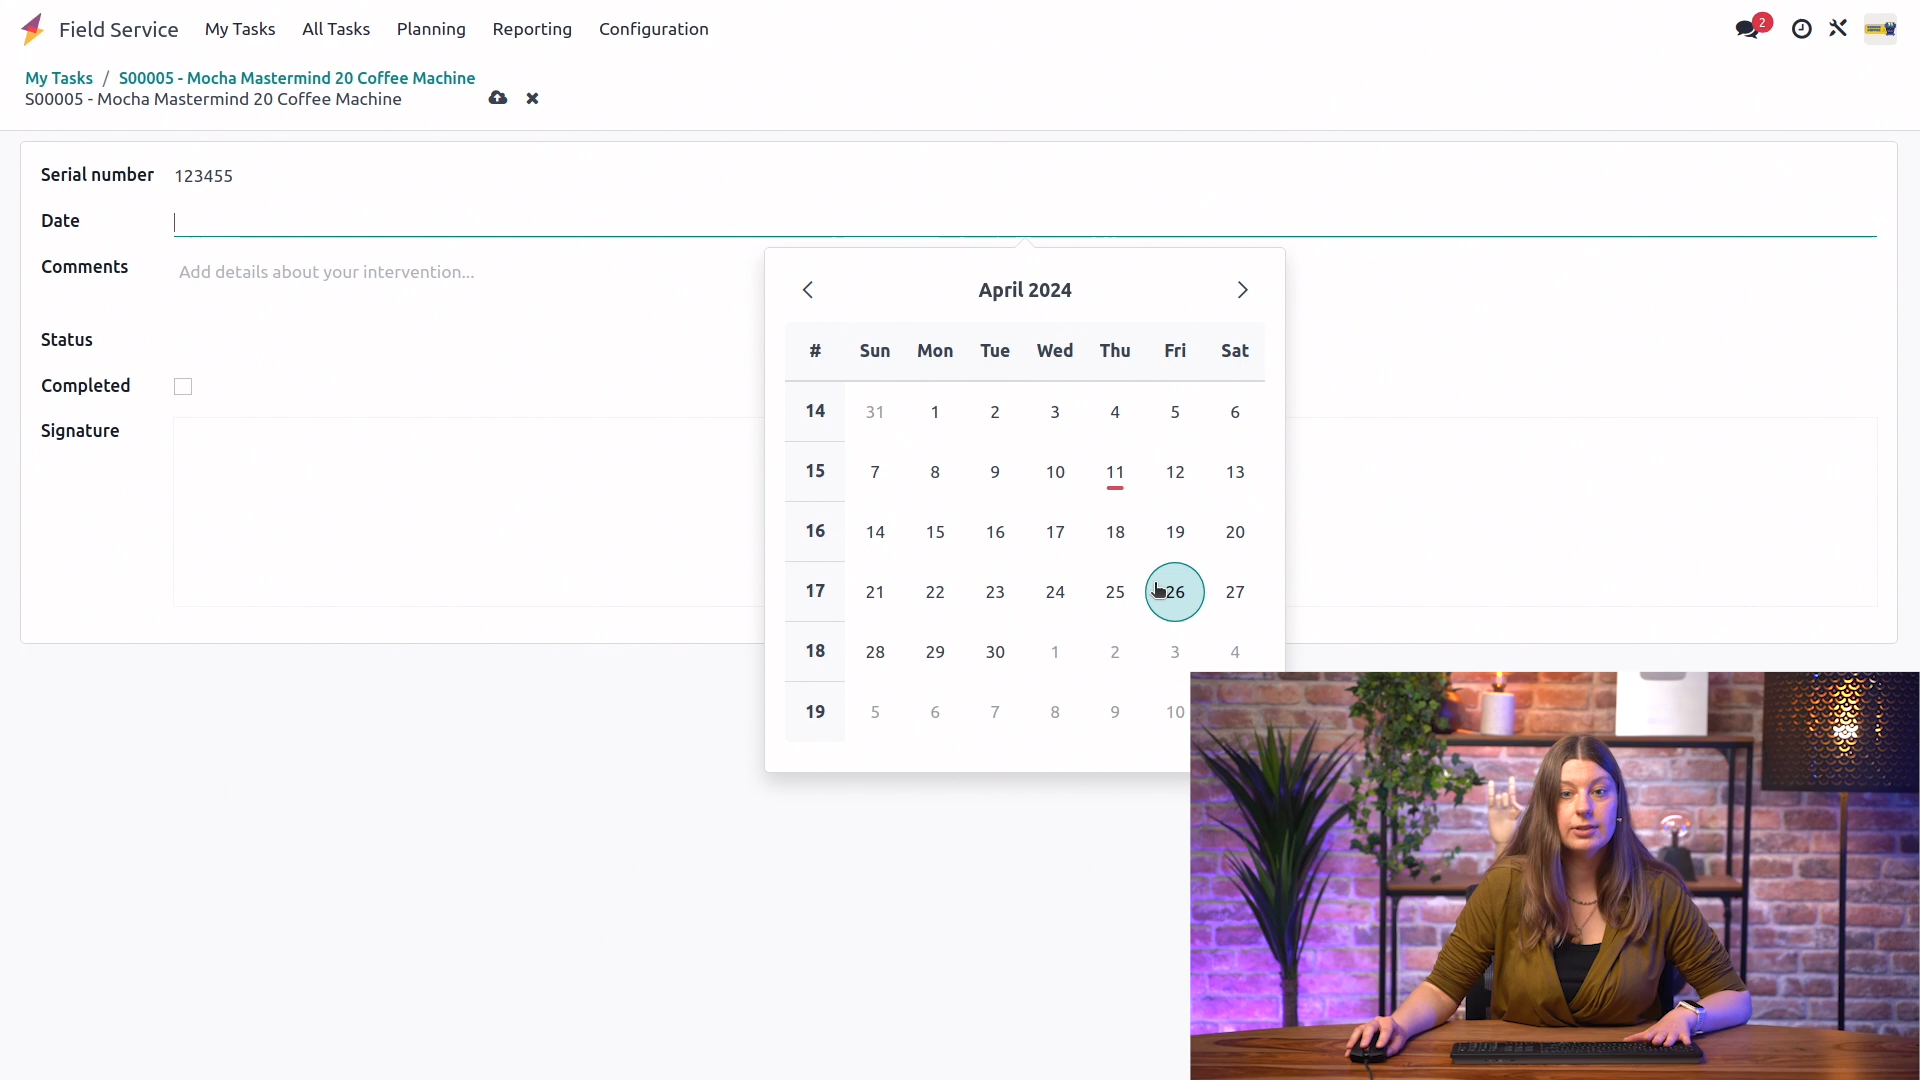 Field Service My Tasks All Tasks Planning Reporting Configuration 2
My Tasks / S00005 - Mocha Mastermind 20 Coffee Machine
S00005 - Mocha Mastermind 20 Coffee Machine
Serial number 123455
Date
Comments Add details about your intervention...
Status
Completed
Signature
April 2024
# Sun Mon Tue Wed Thu Fri Sat
14 31 1 2 3 4 5 6
15 7 8 9 10 11 12 13
16 14 15 16 17 18 19 20
17 21 22 23 24 25 26 27
18 28 29 30 1 2 3 4
19 5 6 7 8 9 10